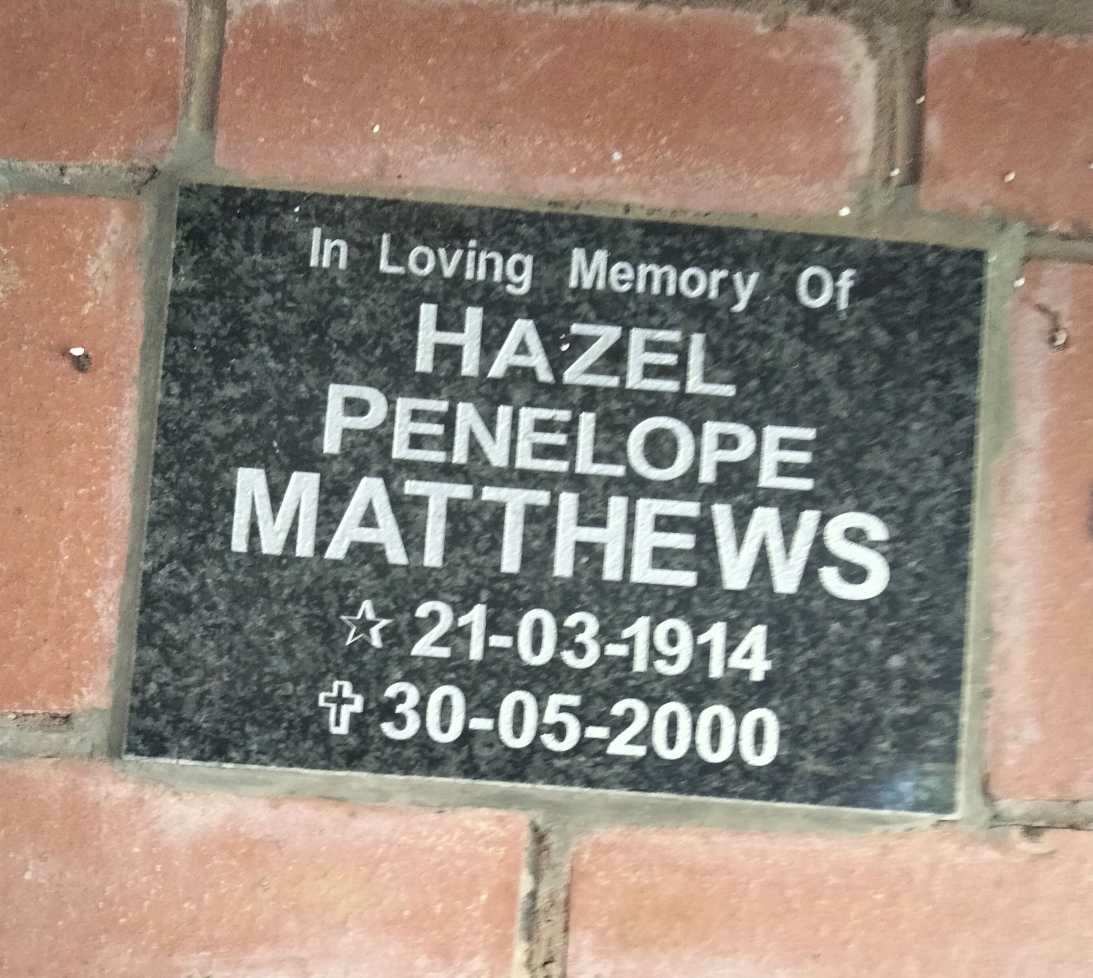 In Loving Memory Of
HAZEL
PENELOPE
MATTHEWS
☆ 21-03-1914
✞ 30-05-2000